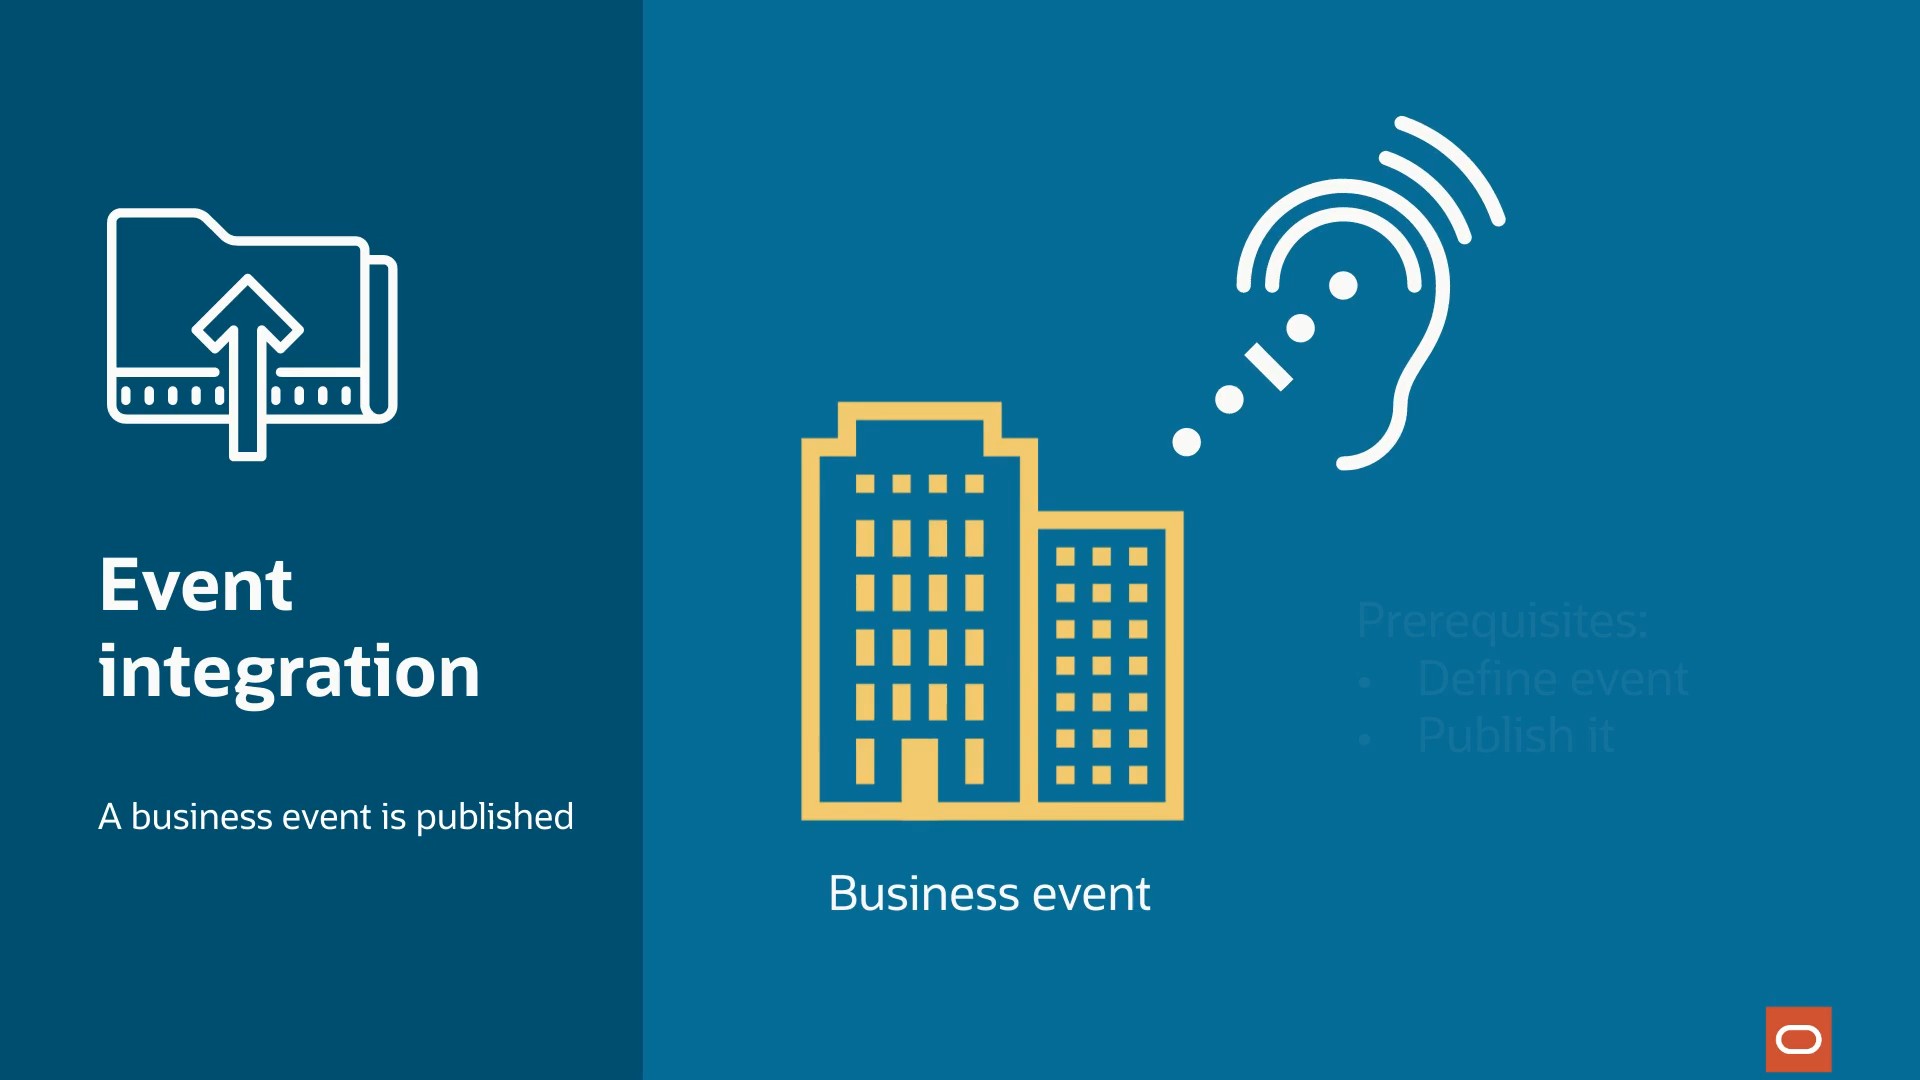 Event
integration
A business event is published
Business event
Prerequisites:
• Define event
• Publish it